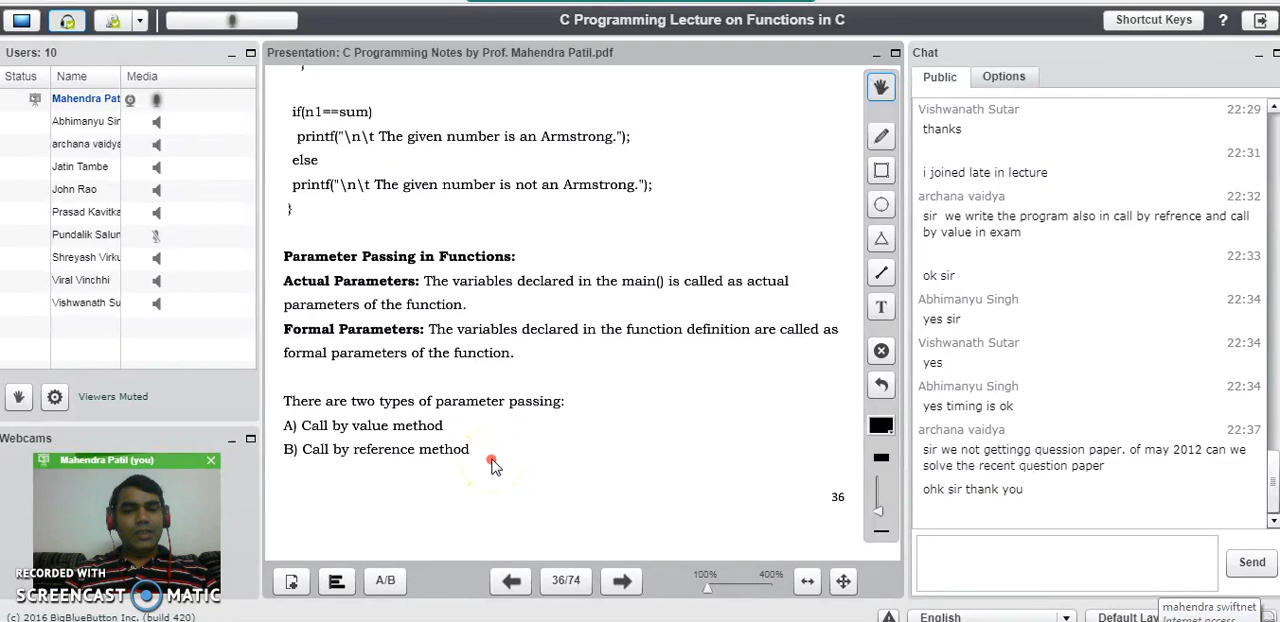 C Programming Lecture on Functions in C
Shortcut Keys
?
Users: 10
Status Name Media
Mahendra Pat
Abhimanyu Sir
archana vaidya
Jatin Tambe
John Rao
Prasad Kavitka
Pundalik Salun
Shreyash Virku
Viral Vinchhi
Vishwanath Su
Viewers Muted
Webcams
Mahendra Patil (you)
RECORDED WITH
SCREENCAST MATIC
(c) 2016 BigBlueButton Inc. (build 420)
Presentation: C Programming Notes by Prof. Mahendra Patil.pdf
}
if(n1==sum)
printf("\n\t The given number is an Armstrong.");
else
printf("\n\t The given number is not an Armstrong.");
}
Parameter Passing in Functions:
Actual Parameters: The variables declared in the main() is called as actual
parameters of the function.
Formal Parameters: The variables declared in the function definition are called as
formal parameters of the function.
There are two types of parameter passing:
A) Call by value method
B) Call by reference method
36
T
A/B
36/74
100% 400%
Chat
Public Options
Vishwanath Sutar 22:29
thanks
22:31
i joined late in lecture
archana vaidya 22:32
sir we write the program also in call by refrence and call
by value in exam
22:33
ok sir
Abhimanyu Singh 22:34
yes sir
Vishwanath Sutar 22:34
yes
Abhimanyu Singh 22:34
yes timing is ok
archana vaidya 22:37
sir we not gettingg guession paper. of may 2012 can we
solve the recent question paper
ohk sir thank you
Send
English
Default Lay
mahendra swiftnet
Internet access